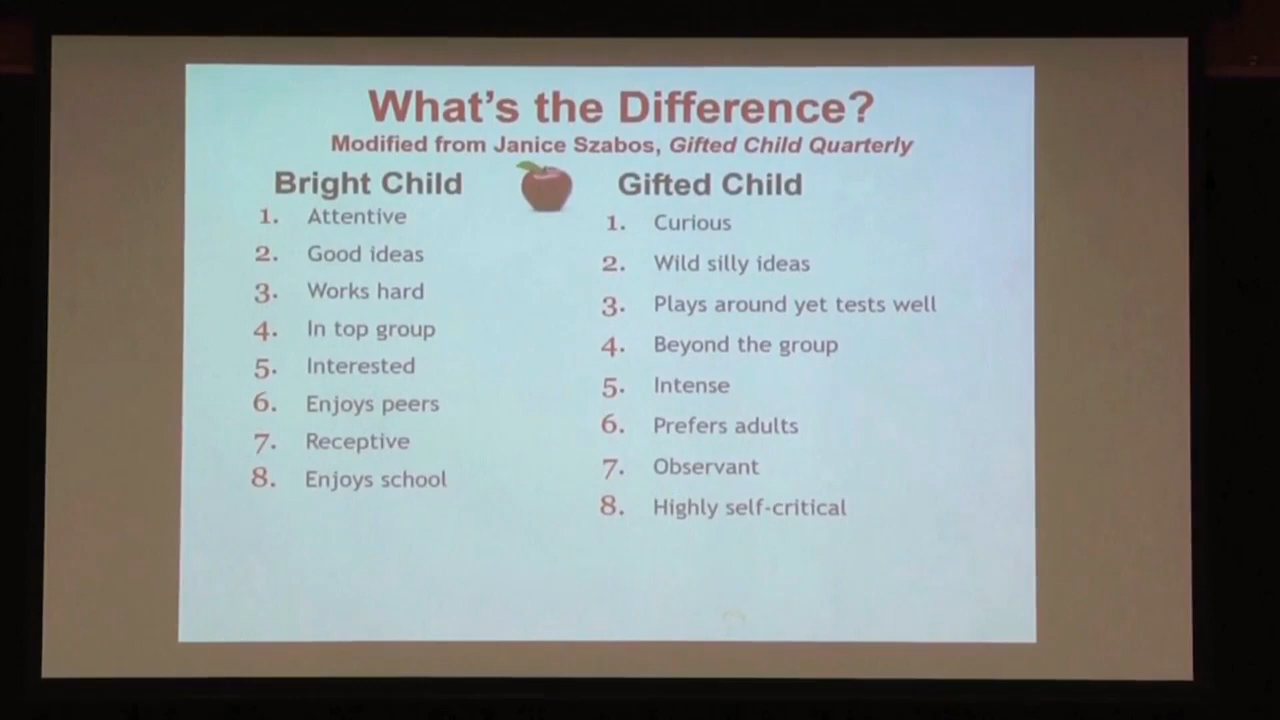 What's the Difference?
Modified from Janice Szabos, Gifted Child Quarterly
Bright Child
1. Attentive
2. Good ideas
3. Works hard
4. In top group
5. Interested
6. Enjoys peers
7. Receptive
8. Enjoys school
Gifted Child
1. Curious
2. Wild silly ideas
3. Plays around yet tests well
4. Beyond the group
5. Intense
6. Prefers adults
7. Observant
8. Highly self-critical